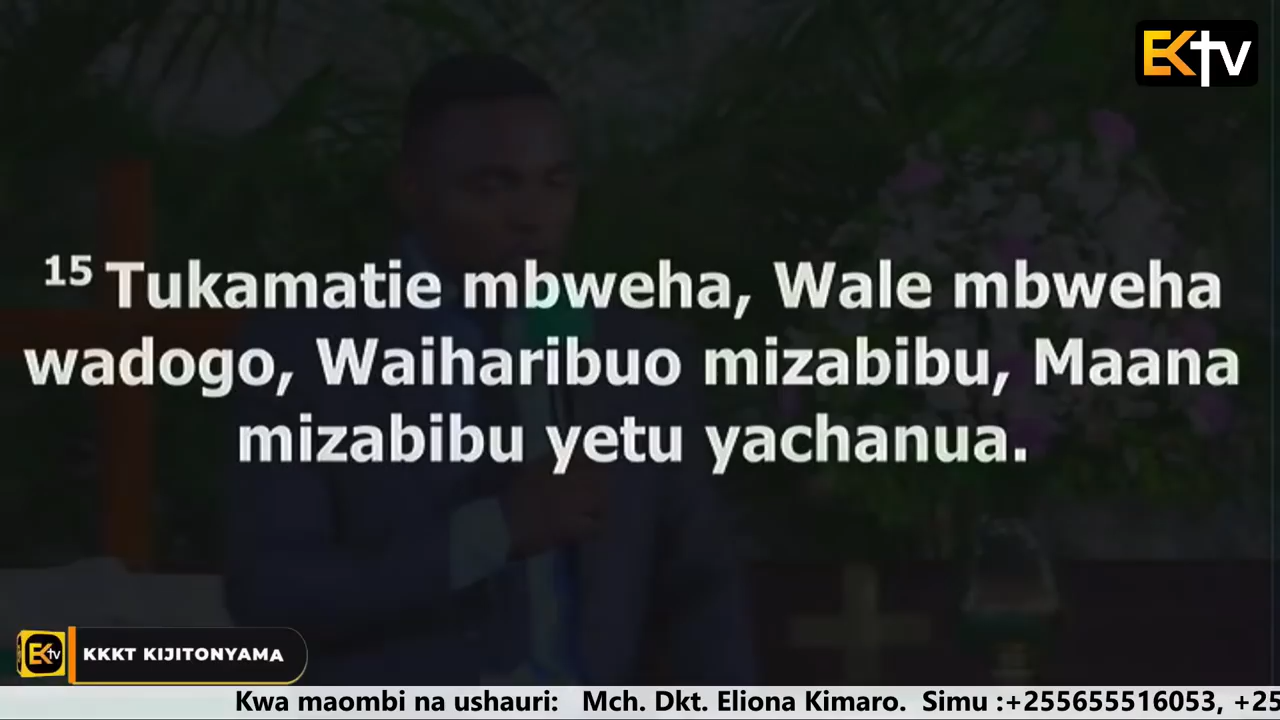 EKTV
15 Tukamatie mbweha, Wale mbweha
wadogo, Waiharibuo mizabibu, Maana
mizabibu yetu yachanua.
EKTV
KKKT KIJITONYAMA
Kwa maombi na ushauri: Mch. Dkt. Eliona Kimaro. Simu :+255655516053, +25